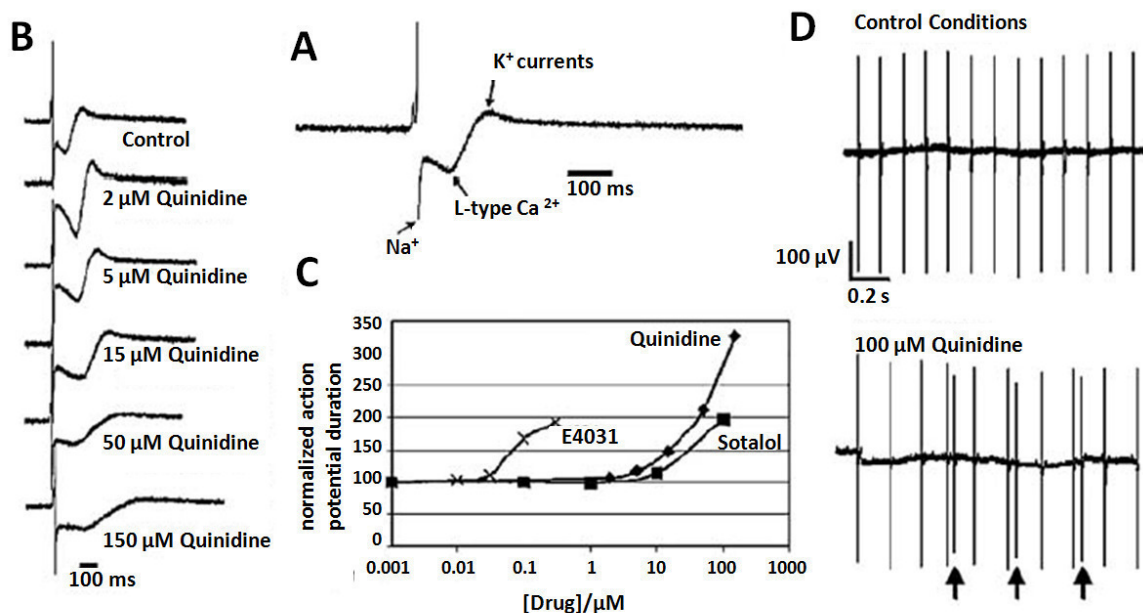 B
Control
2 μM Quinidine
5 μM Quinidine
15 μM Quinidine
50 μM Quinidine
150 μM Quinidine
100 ms
A
K+ currents
100 ms
L-type Ca 2+
Na+
C
normalized action
potential duration
350
300
250
200
150
100
50
0
Quinidine
E4031
Sotalol
0.001
0.01
0.1
1
10
100
1000
[Drug]/μM
D
Control Conditions
100 μV
0.2 s
100 μM Quinidine